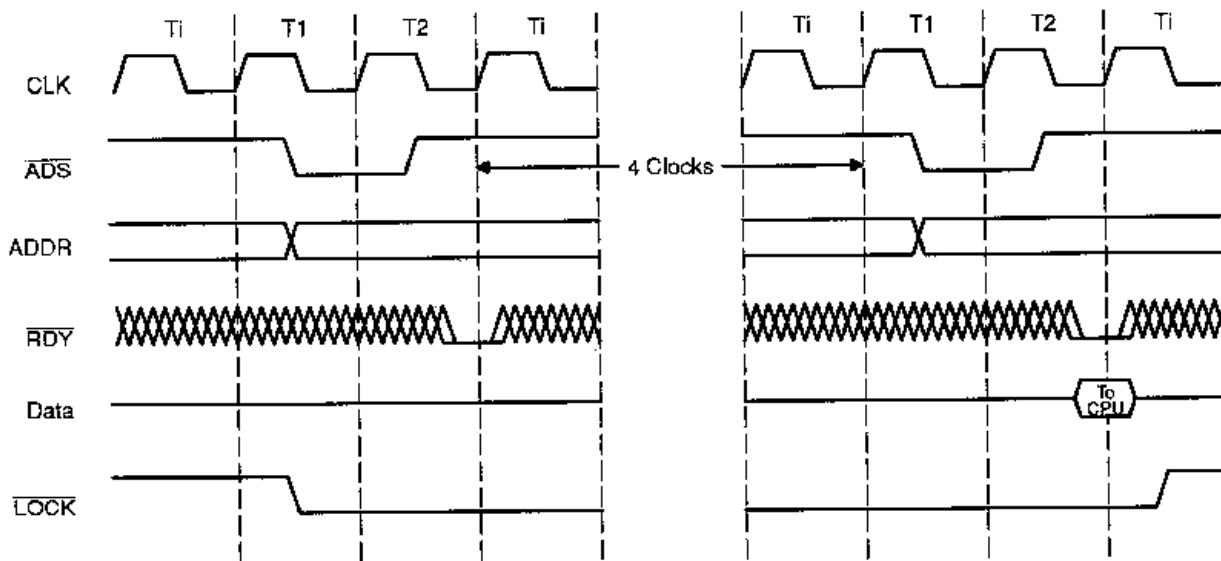 Ti T1 T2 Ti Ti T1 T2 Ti
CLK
ADS
4 Clocks
ADDR
RDY
Data
To
CPU
LOCK